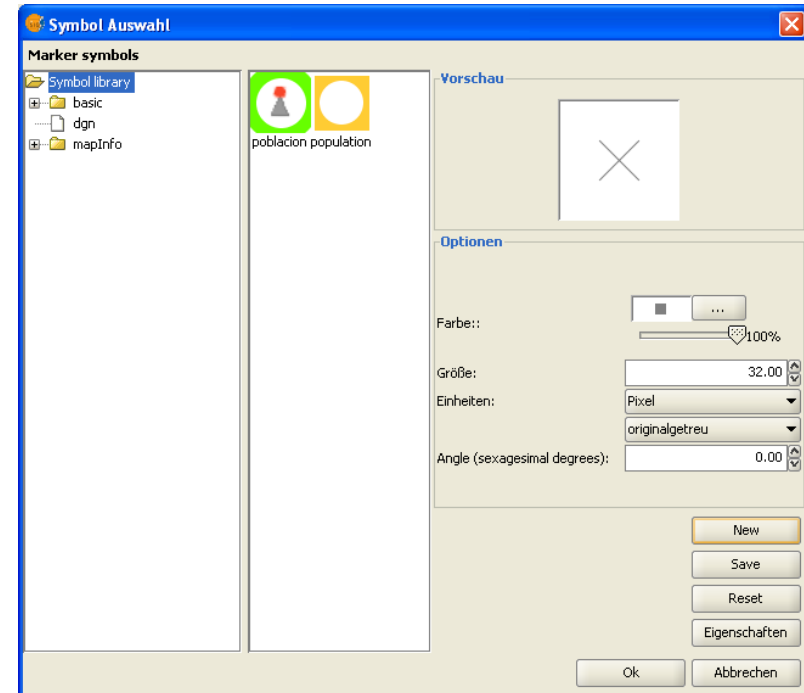 Symbol Auswahl
Marker symbols
Symbol library
basic
dgn
mapInfo
poblacion population
Vorschau
Optionen
Farbe::
...
100%
Größe:
32.00
Einheiten:
Pixel
originalgetreu
Angle (sexagesimal degrees):
0.00
New
Save
Reset
Eigenschaften
Ok
Abbrechen